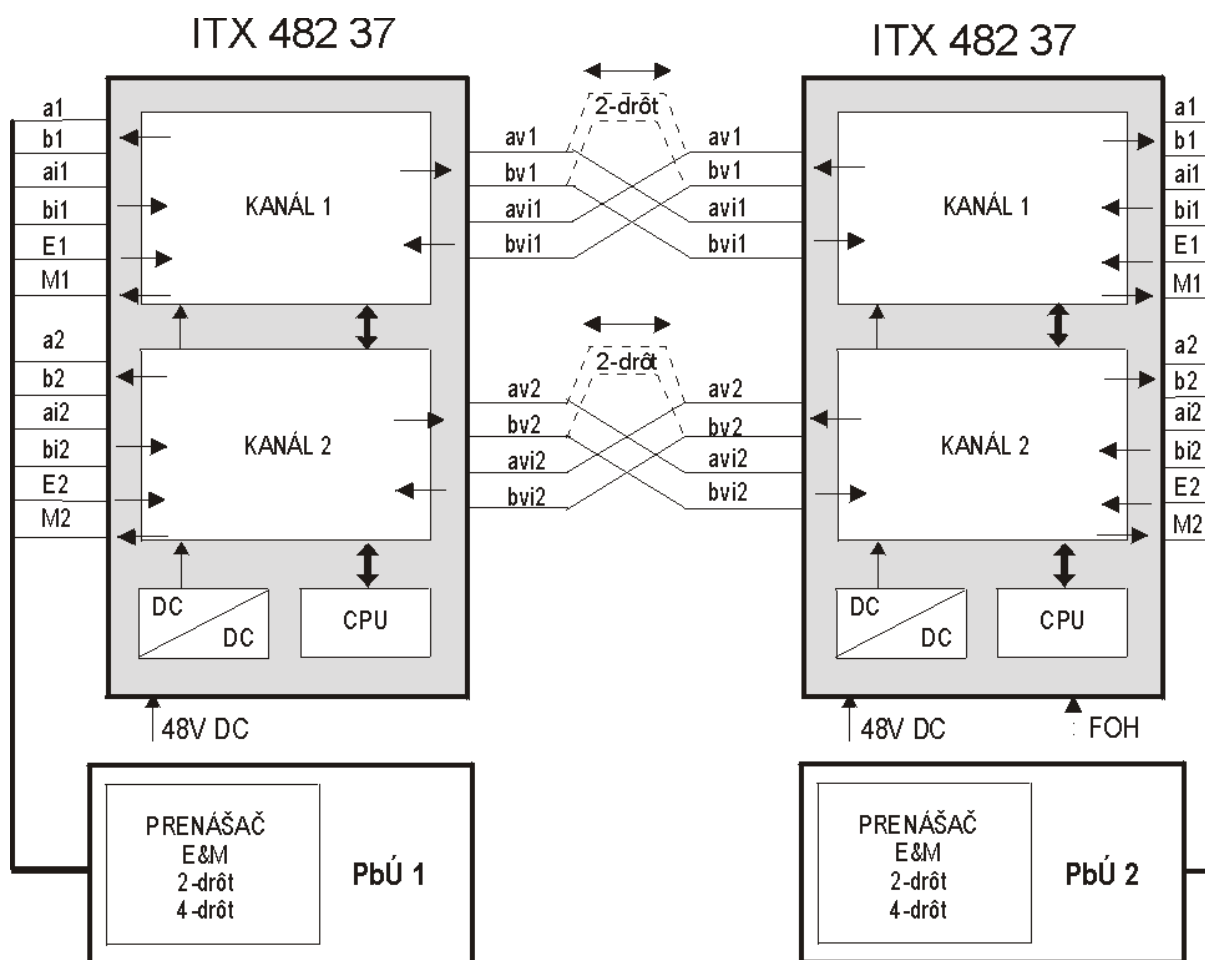 ITX 482 37
ITX 482 37
a1
b1
ai1
bi1
E1
M1
a2
b2
ai2
bi2
E2
M2
KANÁL 1
KANÁL 2
DC
DC
CPU
48V DC
2-drôt
av1
bv1
avi1
bvi1
av1
bv1
avi1
bvi1
2-drôt
av2
bv2
avi2
bvi2
av2
bv2
avi2
bvi2
KANÁL 1
KANÁL 2
DC
DC
CPU
48V DC
FOH
a1
b1
ai1
bi1
E1
M1
a2
b2
ai2
bi2
E2
M2
PRENÁŠAČ
E&M
2-drôt
4-drôt
PbÚ 1
PRENÁŠAČ
E&M
2-drôt
4-drôt
PbÚ 2